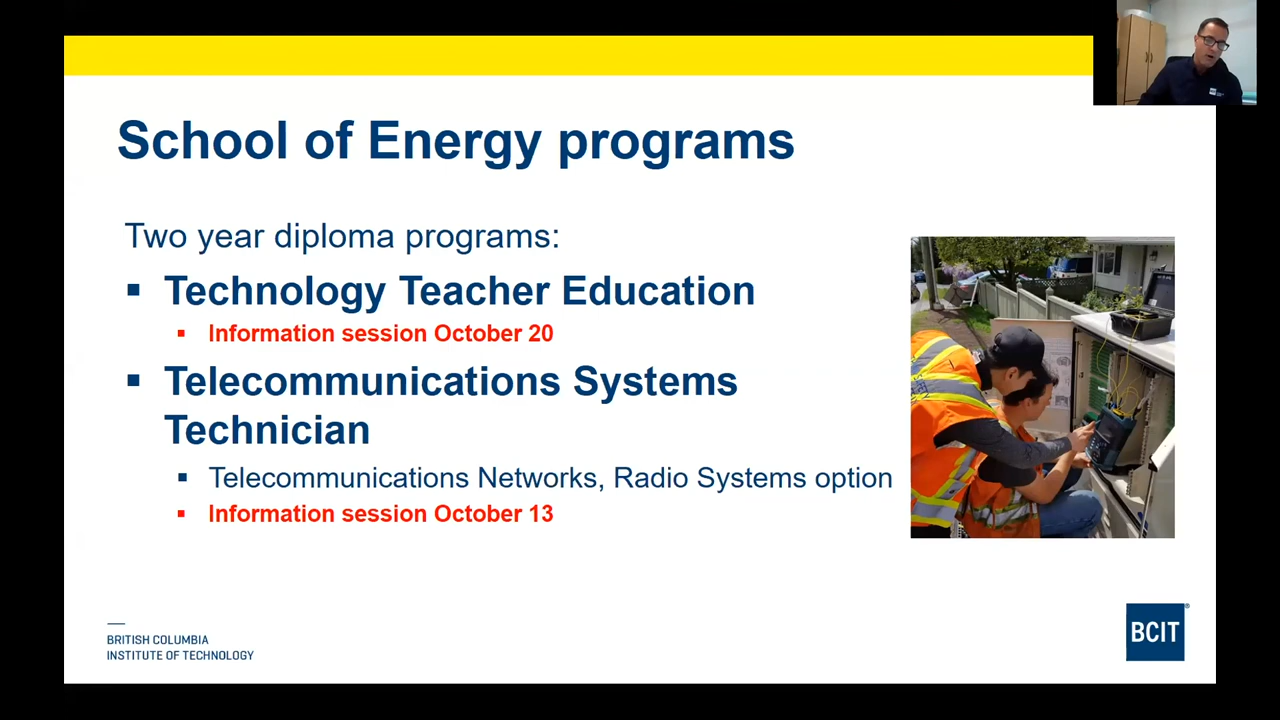 School of Energy programs
Two year diploma programs:
Technology Teacher Education
Information session October 20
Telecommunications Systems
Technician
Telecommunications Networks, Radio Systems option
Information session October 13
BRITISH COLUMBIA
INSTITUTE OF TECHNOLOGY
BCIT